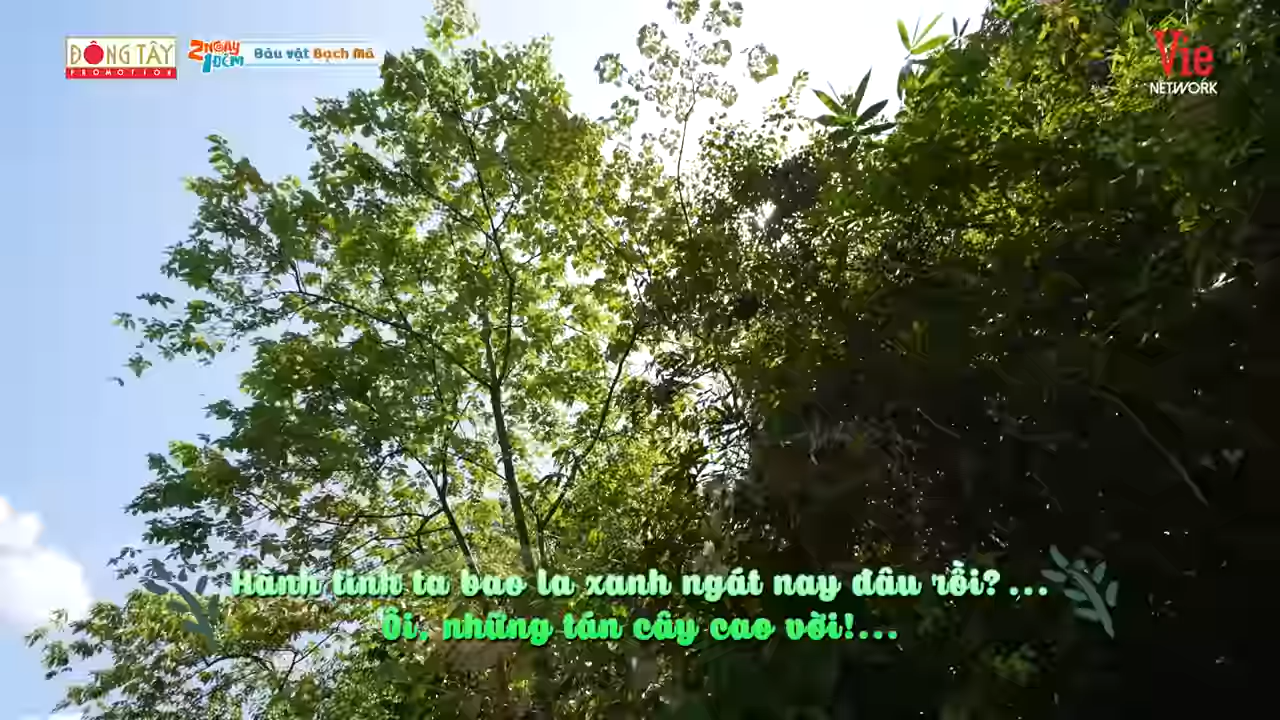 ĐÔNG TÂY
PROMOTION
2 NGÀY
1 ĐÊM
Báu vật Bạch Mã
Vie
NETWORK
Hành tinh ta bao la xanh ngát nay đâu rồi?...
Ôi, những tán cây cao vời!...